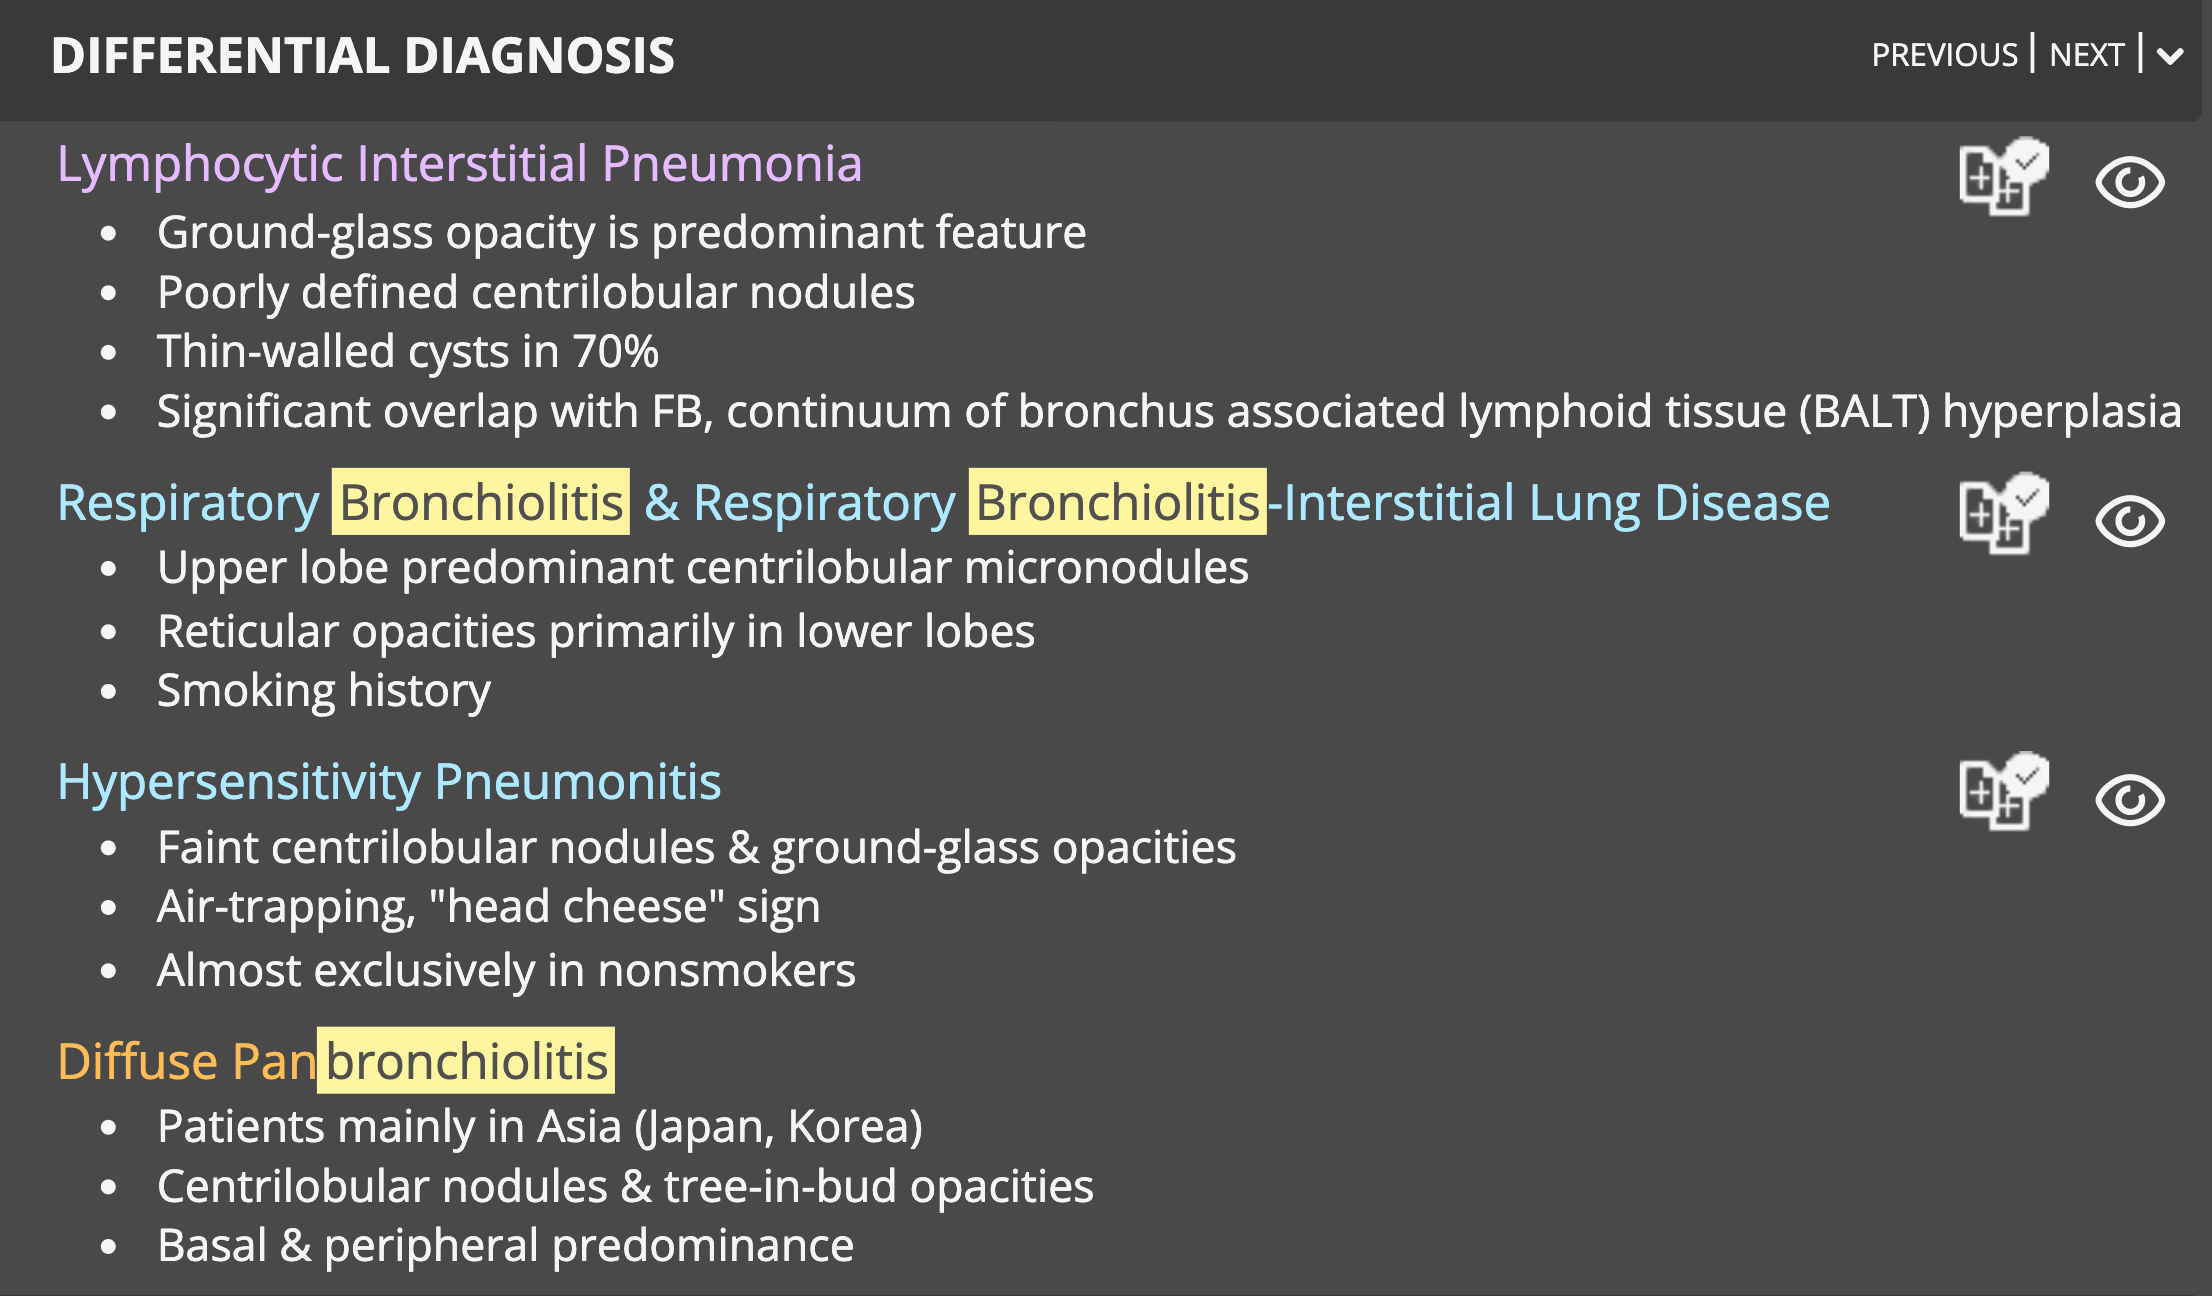 DIFFERENTIAL DIAGNOSIS
PREVIOUS | NEXT |
Lymphocytic Interstitial Pneumonia
• Ground-glass opacity is predominant feature
• Poorly defined centrilobular nodules
• Thin-walled cysts in 70%
• Significant overlap with FB, continuum of bronchus associated lymphoid tissue (BALT) hyperplasia
Respiratory Bronchiolitis & Respiratory Bronchiolitis-Interstitial Lung Disease
• Upper lobe predominant centrilobular micronodules
• Reticular opacities primarily in lower lobes
• Smoking history
Hypersensitivity Pneumonitis
• Faint centrilobular nodules & ground-glass opacities
• Air-trapping, "head cheese" sign
• Almost exclusively in nonsmokers
Diffuse Panbronchiolitis
• Patients mainly in Asia (Japan, Korea)
• Centrilobular nodules & tree-in-bud opacities
• Basal & peripheral predominance